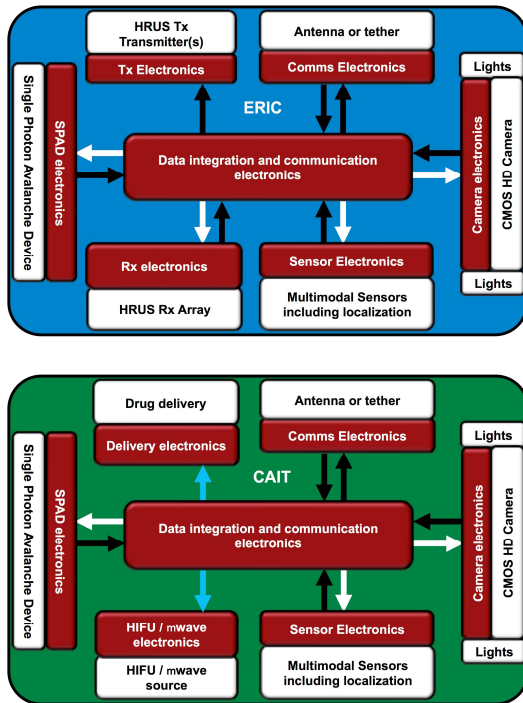 HRUS Tx
Transmitter(s)
Tx Electronics
Antenna or tether
Comms Electronics
ERIC
Single Photon Avalanche Device
SPAD electronics
Data integration and communication
electronics
Lights
Camera electronics
CMOS HD Camera
Lights
Rx electronics
HRUS Rx Array
Sensor Electronics
Multimodal Sensors
including localization
Drug delivery
Delivery electronics
Antenna or tether
Comms Electronics
CAIT
Single Photon Avalanche Device
SPAD electronics
Data integration and communication
electronics
Lights
Camera electronics
CMOS HD Camera
Lights
HIFU / mwave
electronics
HIFU / mwave
source
Sensor Electronics
Multimodal Sensors
including localization